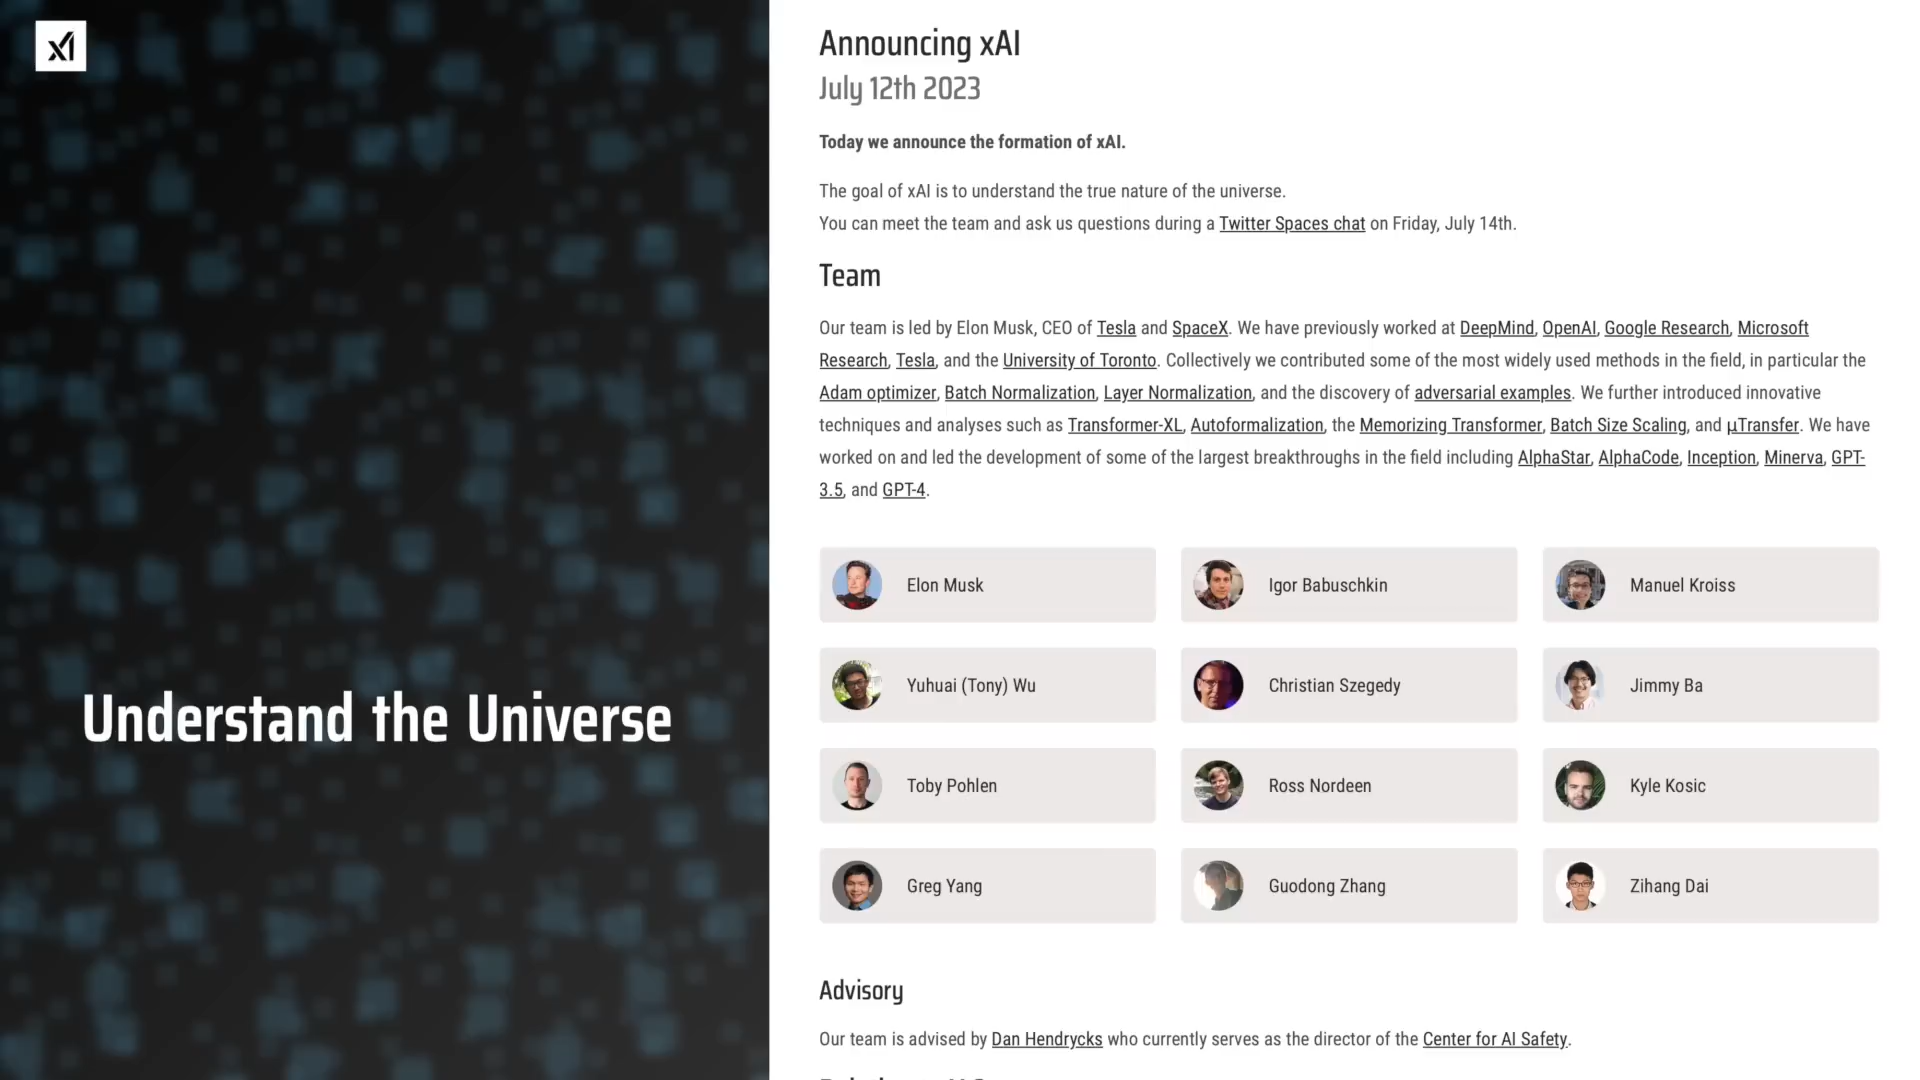 xI
Announcing xAI
July 12th 2023
Today we announce the formation of xAI.
The goal of xAI is to understand the true nature of the universe.
You can meet the team and ask us questions during a Twitter Spaces chat on Friday, July 14th.
Team
Our team is led by Elon Musk, CEO of Tesla and SpaceX. We have previously worked at DeepMind, OpenAI, Google Research, Microsoft
Research, Tesla, and the University of Toronto. Collectively we contributed some of the most widely used methods in the field, in particular the
Adam optimizer, Batch Normalization, Layer Normalization, and the discovery of adversarial examples. We further introduced innovative
techniques and analyses such as Transformer-XL, Autoformalization, the Memorizing Transformer, Batch Size Scaling, and μTransfer. We have
worked on and led the development of some of the largest breakthroughs in the field including AlphaStar, AlphaCode, Inception, Minerva, GPT-
3.5, and GPT-4.
Elon Musk
Igor Babuschkin
Manuel Kroiss
Yuhuai (Tony) Wu
Christian Szegedy
Jimmy Ba
Toby Pohlen
Ross Nordeen
Kyle Kosic
Greg Yang
Guodong Zhang
Zihang Dai
Advisory
Our team is advised by Dan Hendrycks who currently serves as the director of the Center for AI Safety.
Understand the Universe